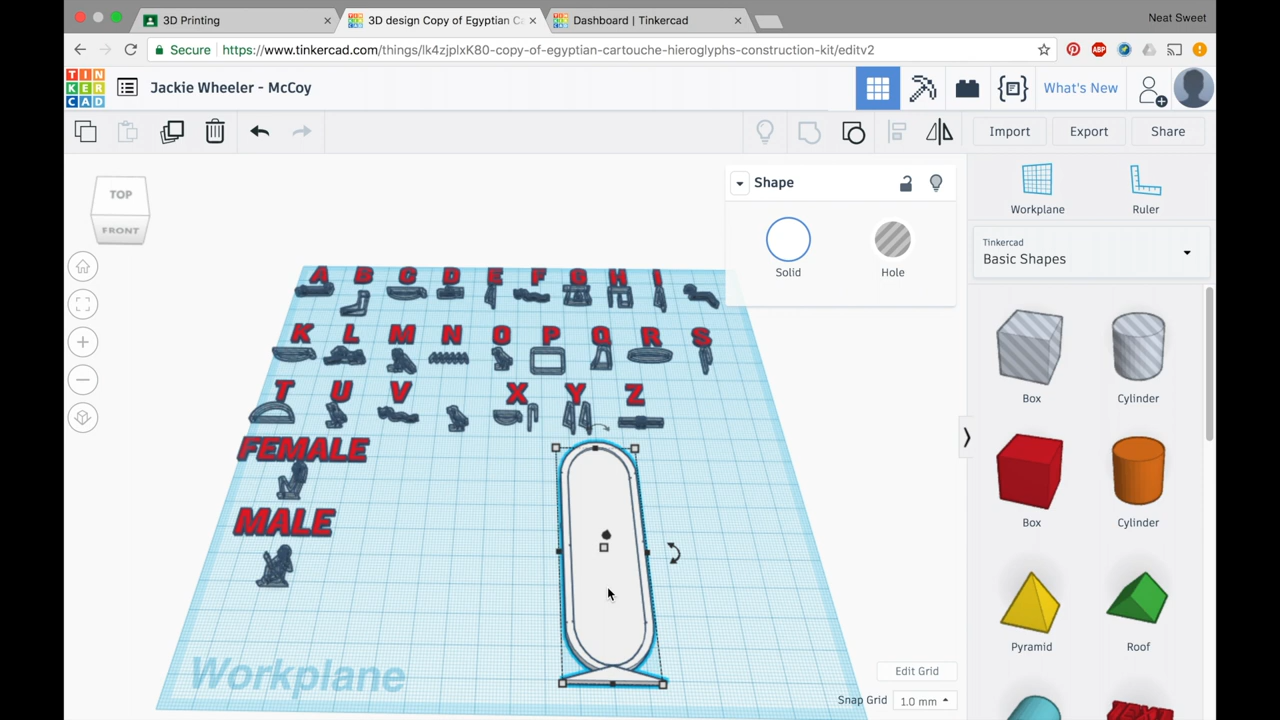 3D Printing
3D design Copy of Egyptian C
Dashboard | Tinkercad
Neat Sweet
Secure
https://www.tinkercad.com/things/lk4zjplxK80-copy-of-egyptian-cartouche-hieroglyphs-construction-kit/editv2
TIN
KER
CAD
Jackie Wheeler - McCoy
What's New
Import
Export
Share
TOP
FRONT
Shape
Solid
Hole
Workplane
Ruler
Tinkercad
Basic Shapes
Box
Cylinder
Box
Cylinder
Pyramid
Roof
A B C D E F G H I
K L M N O P Q R S
T U V X Y Z
FEMALE
MALE
Workplane
Edit Grid
Snap Grid 1.0 mm